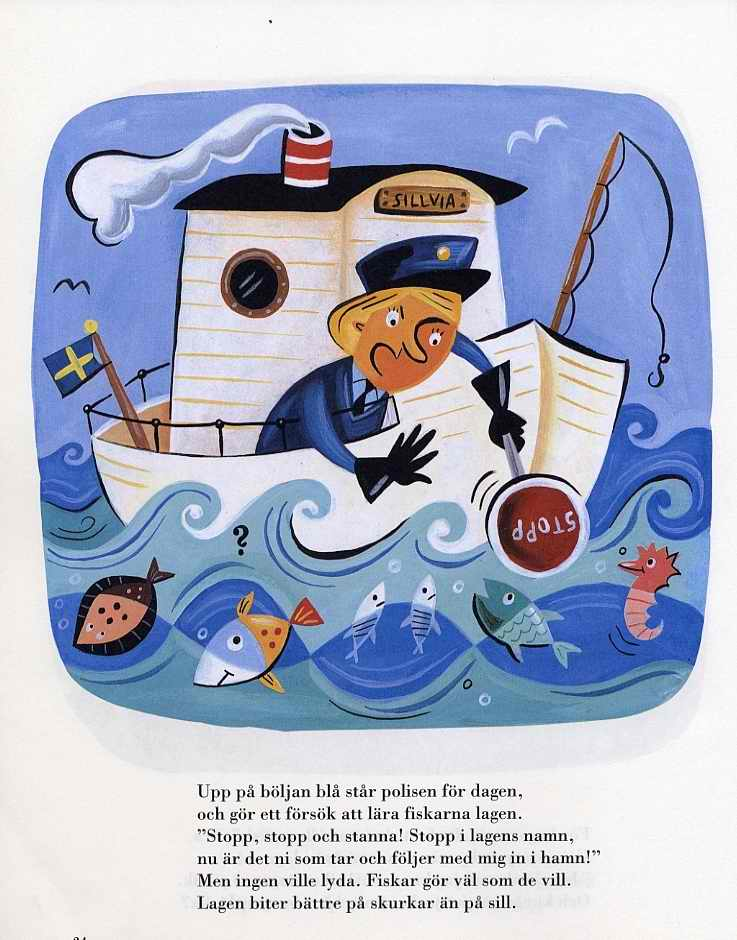 SILLVIA
?
STOPP
Upp på böljan blå står polisen för dagen,
och gör ett försök att lära fiskarna lagen.
”Stopp, stopp och stanna! Stopp i lagens namn,
nu är det ni som tar och följer med mig in i hamn!”
Men ingen ville lyda. Fiskar gör väl som de vill.
Lagen biter bättre på skurkar än på sill.